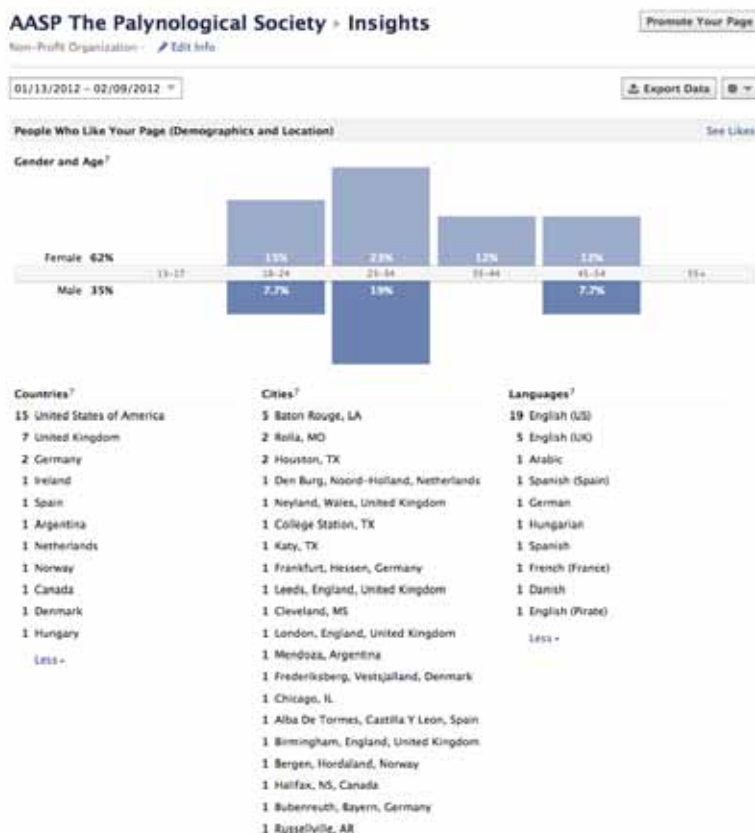 AASP The Palynological Society › Insights
Promote Your Page
Non-Profit Organization · Edit Info
01/13/2012 - 02/09/2012
Export Data
People Who Like Your Page (Demographics and Location)
See Likes
Gender and Age?
Female 62%
15% 23% 12% 12%
13-17 18-24 25-34 35-44 45-54 55+
Male 35%
7.7% 19% 7.7%
Countries?
15 United States of America
7 United Kingdom
2 Germany
1 Ireland
1 Spain
1 Argentina
1 Netherlands
1 Norway
1 Canada
1 Denmark
1 Hungary
Less
Cities?
5 Baton Rouge, LA
2 Rolla, MO
2 Houston, TX
1 Den Burg, Noord-Holland, Netherlands
1 Neyland, Wales, United Kingdom
1 College Station, TX
1 Katy, TX
1 Frankfurt, Hessen, Germany
1 Leeds, England, United Kingdom
1 Cleveland, MS
1 London, England, United Kingdom
1 Mendoza, Argentina
1 Frederiksberg, Vestsjalland, Denmark
1 Chicago, IL
1 Alba De Tormes, Castilla Y Leon, Spain
1 Birmingham, England, United Kingdom
1 Bergen, Hordaland, Norway
1 Halifax, NS, Canada
1 Bubenreuth, Bayern, Germany
1 Russellville, AR
Languages?
19 English (US)
5 English (UK)
1 Arabic
1 Spanish (Spain)
1 German
1 Hungarian
1 Spanish
1 French (France)
1 Danish
1 English (Pirate)
Less